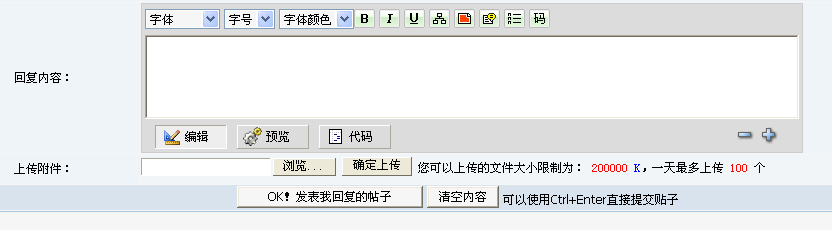 字体 字号 字体颜色 B I U 码
回复内容：
编辑 预览 代码
上传附件： 浏览... 确定上传 您可以上传的文件大小限制为： 200000 K，一天最多上传 100 个
OK！发表我回复的帖子 清空内容 可以使用Ctrl+Enter直接提交贴子